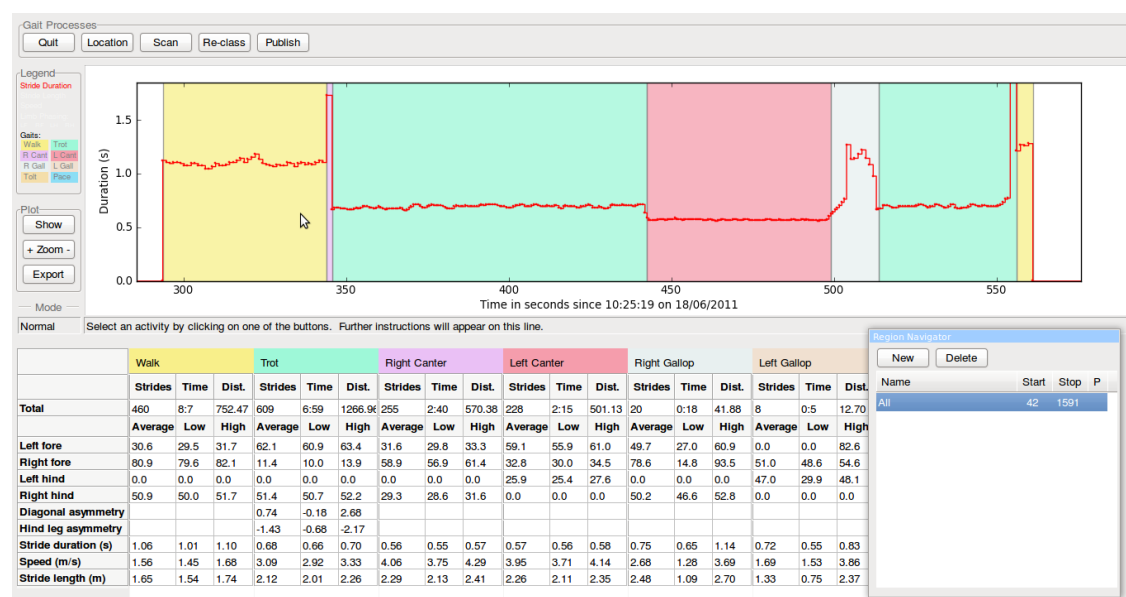 Gait Processes
Quit Location Scan Re-class Publish
Legend
Stride Duration
Gaits:
Walk Trot
R Cant L Cant
R Gall L Gall
Tolt Pace
Plot
Show
+ Zoom -
Export
Mode
Duration (s)
1.5
1.0
0.5
0.0
300 350 400 450 500 550
Time in seconds since 10:25:19 on 18/06/2011
Normal Select an activity by clicking on one of the buttons. Further instructions will appear on this line.
Walk Trot Right Canter Left Canter Right Gallop Left Gallop
Strides Time Dist. Strides Time Dist. Strides Time Dist. Strides Time Dist. Strides Time Dist. Strides Time Dist.
Total 460 8:7 752.47 609 6:59 1266.96 255 2:40 570.38 228 2:15 501.13 20 0:18 41.88 8 0:5 12.70
Average Low High Average Low High Average Low High Average Low High Average Low High Average Low High
Left fore 30.6 29.5 31.7 62.1 60.9 63.4 31.6 29.8 33.3 59.1 55.9 61.0 49.7 27.0 60.9 0.0 0.0 82.6
Right fore 80.9 79.6 82.1 11.4 10.0 13.9 58.9 56.9 61.4 32.8 30.0 34.5 78.6 14.8 93.5 51.0 48.6 54.6
Left hind 0.0 0.0 0.0 0.0 0.0 0.0 0.0 0.0 0.0 25.9 25.4 27.6 0.0 0.0 0.0 47.0 29.9 48.1
Right hind 50.9 50.0 51.7 51.4 50.7 52.2 29.3 28.6 31.6 0.0 0.0 0.0 50.2 46.6 52.8 0.0 0.0 0.0
Diagonal asymmetry 0.74 -0.18 2.68
Hind leg asymmetry -1.43 -0.68 -2.17
Stride duration (s) 1.06 1.01 1.10 0.68 0.66 0.70 0.56 0.55 0.57 0.57 0.56 0.58 0.75 0.65 1.14 0.72 0.55 0.83
Speed (m/s) 1.56 1.45 1.68 3.09 2.92 3.33 4.06 3.75 4.29 3.95 3.71 4.14 2.68 1.28 3.69 1.69 1.53 3.86
Stride length (m) 1.65 1.54 1.74 2.12 2.01 2.26 2.29 2.13 2.41 2.26 2.11 2.35 2.48 1.09 2.70 1.33 0.75 2.37
Region Navigator
New Delete
Name Start Stop P
All 42 1591